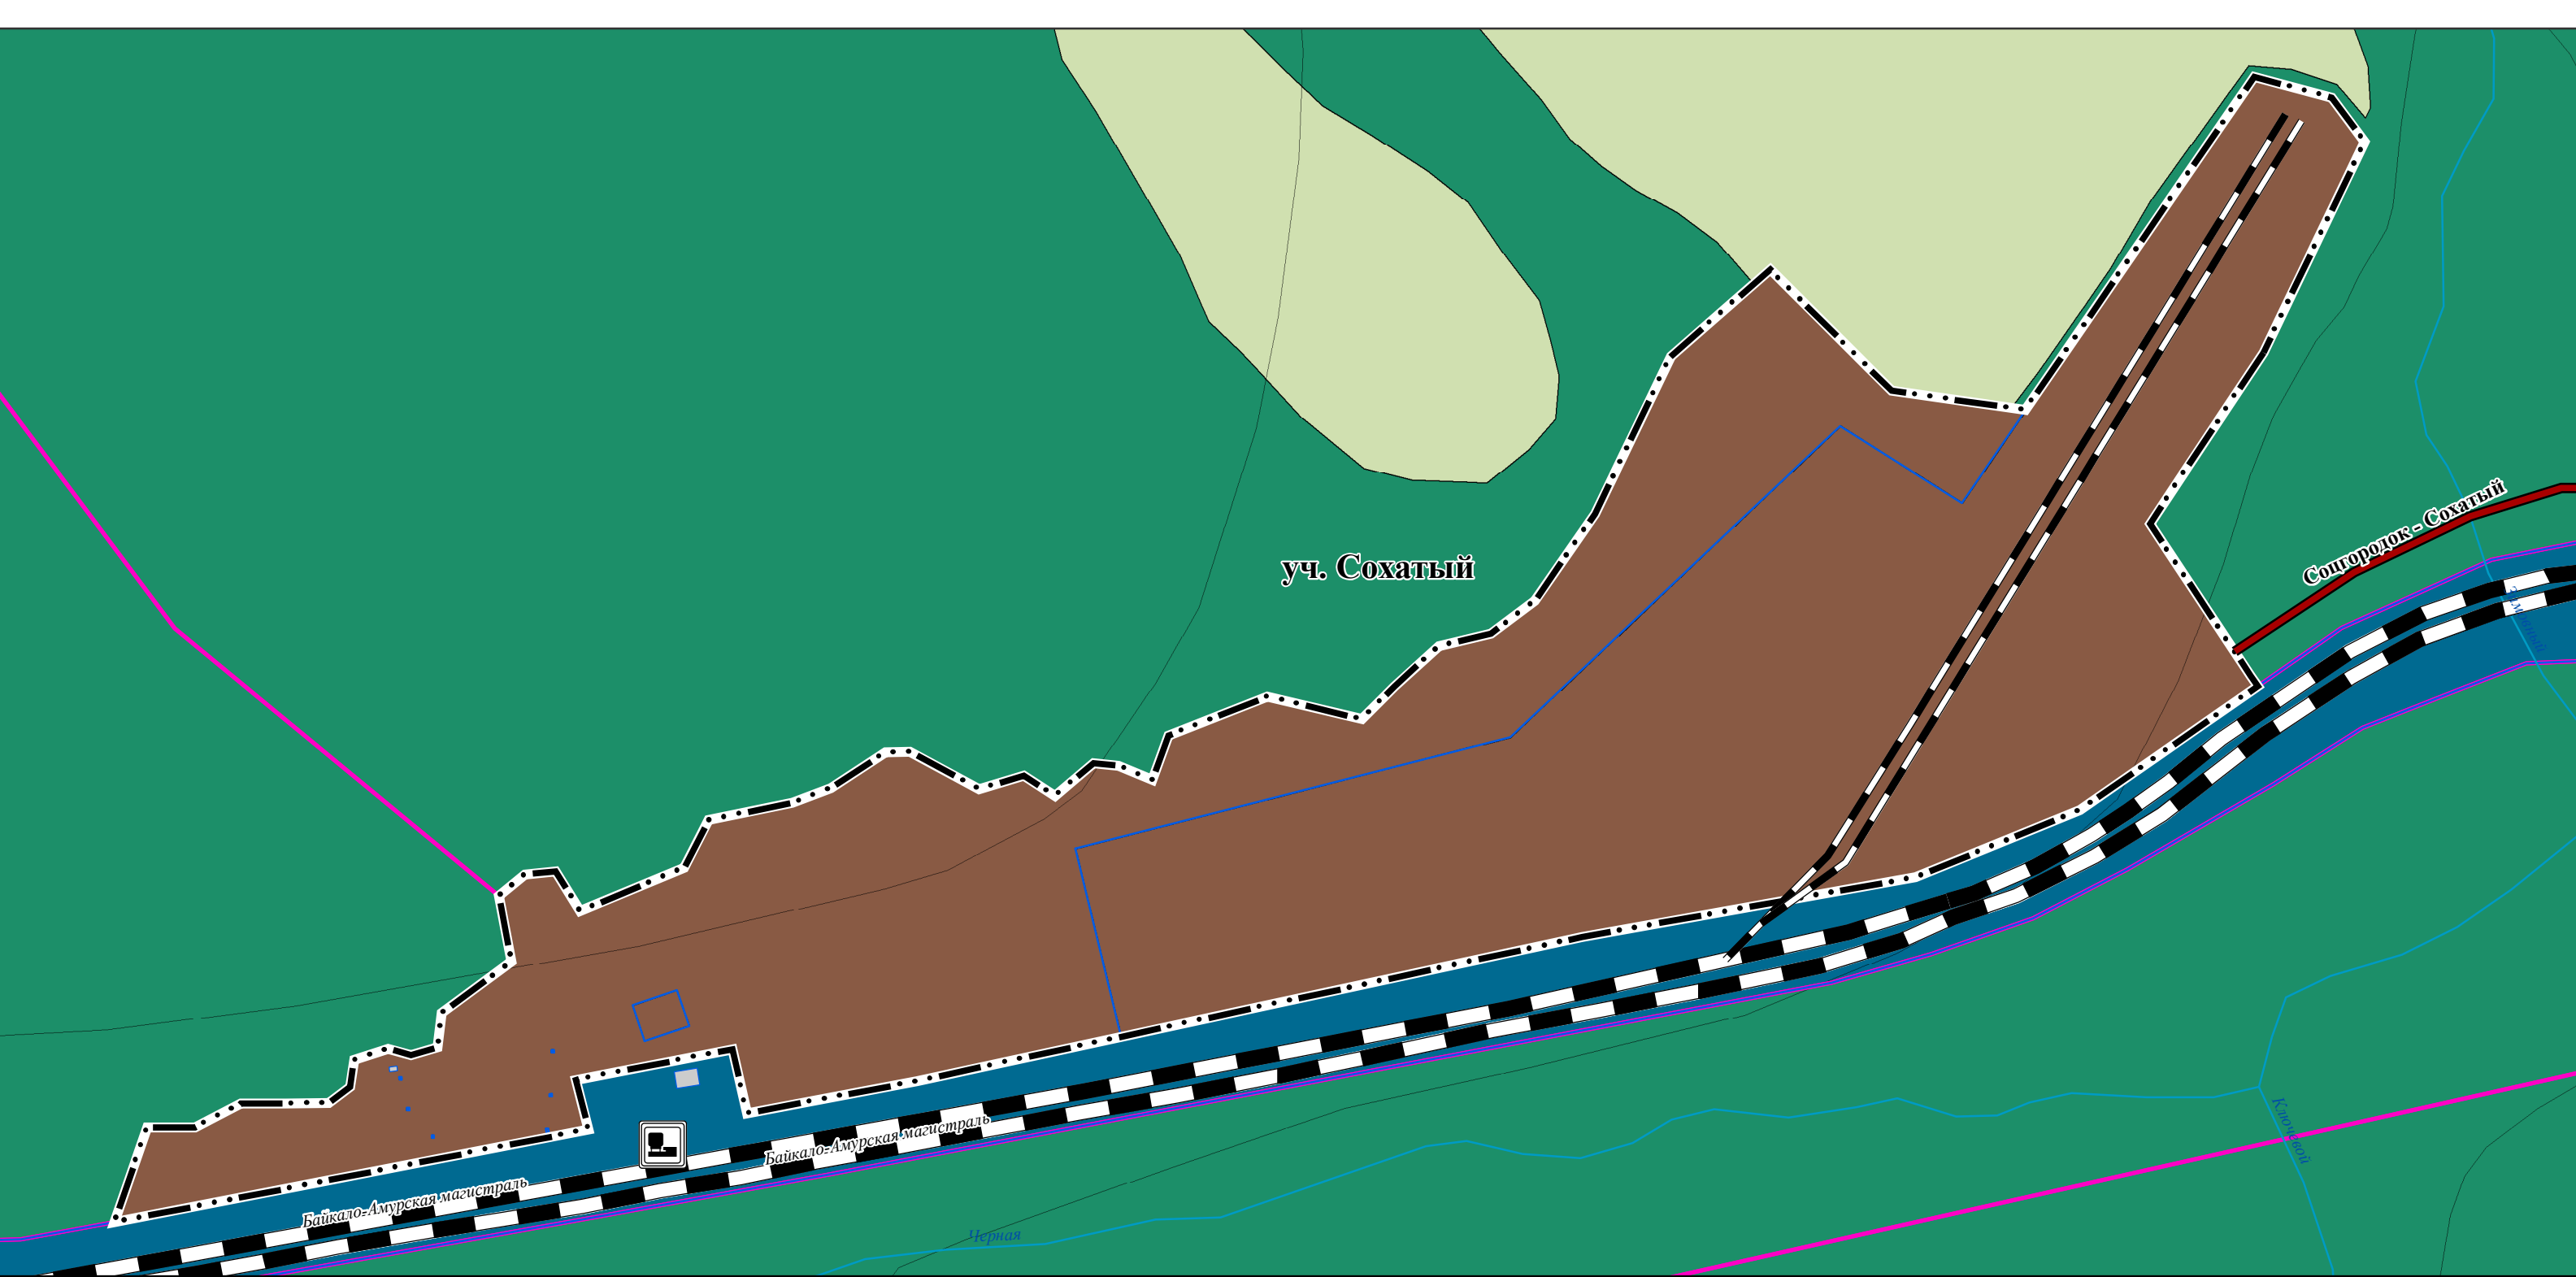 Соцгородок - Сохатый
уч. Сохатый
Байкало-Амурская магистраль
Байкало-Амурская магистраль
Ключевой
Черная